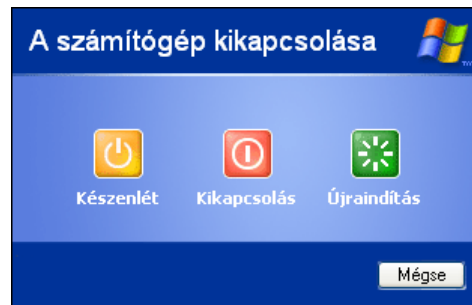 A számítógép kikapcsolása
Készenlét
Kikapcsolás
Újraindítás
Mégse